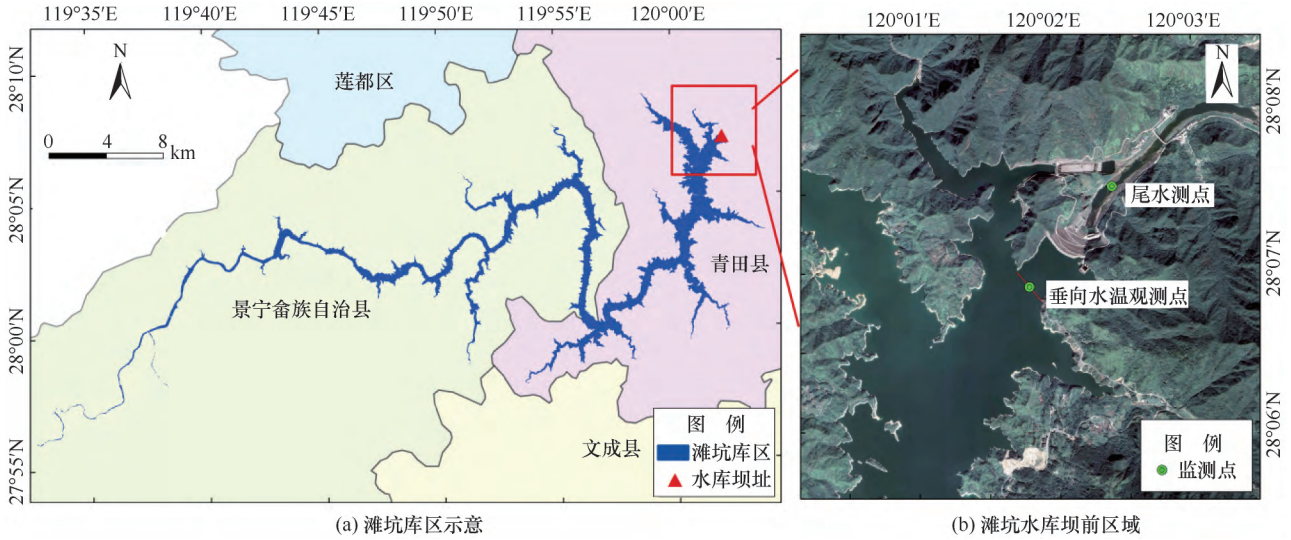 119°35′E
119°40′E
119°45′E
119°50′E
119°55′E
120°00′E
28°10′N
28°05′N
28°00′N
27°55′N
N
0 4 8
km
莲都区
景宁畲族自治县
青田县
文成县
图 例
滩坑库区
水库坝址
(a) 滩坑库区示意
120°01′E
120°02′E
120°03′E
28°08′N
28°07′N
28°06′N
N
尾水测点
垂向水温观测点
图 例
监测点
(b) 滩坑水库坝前区域